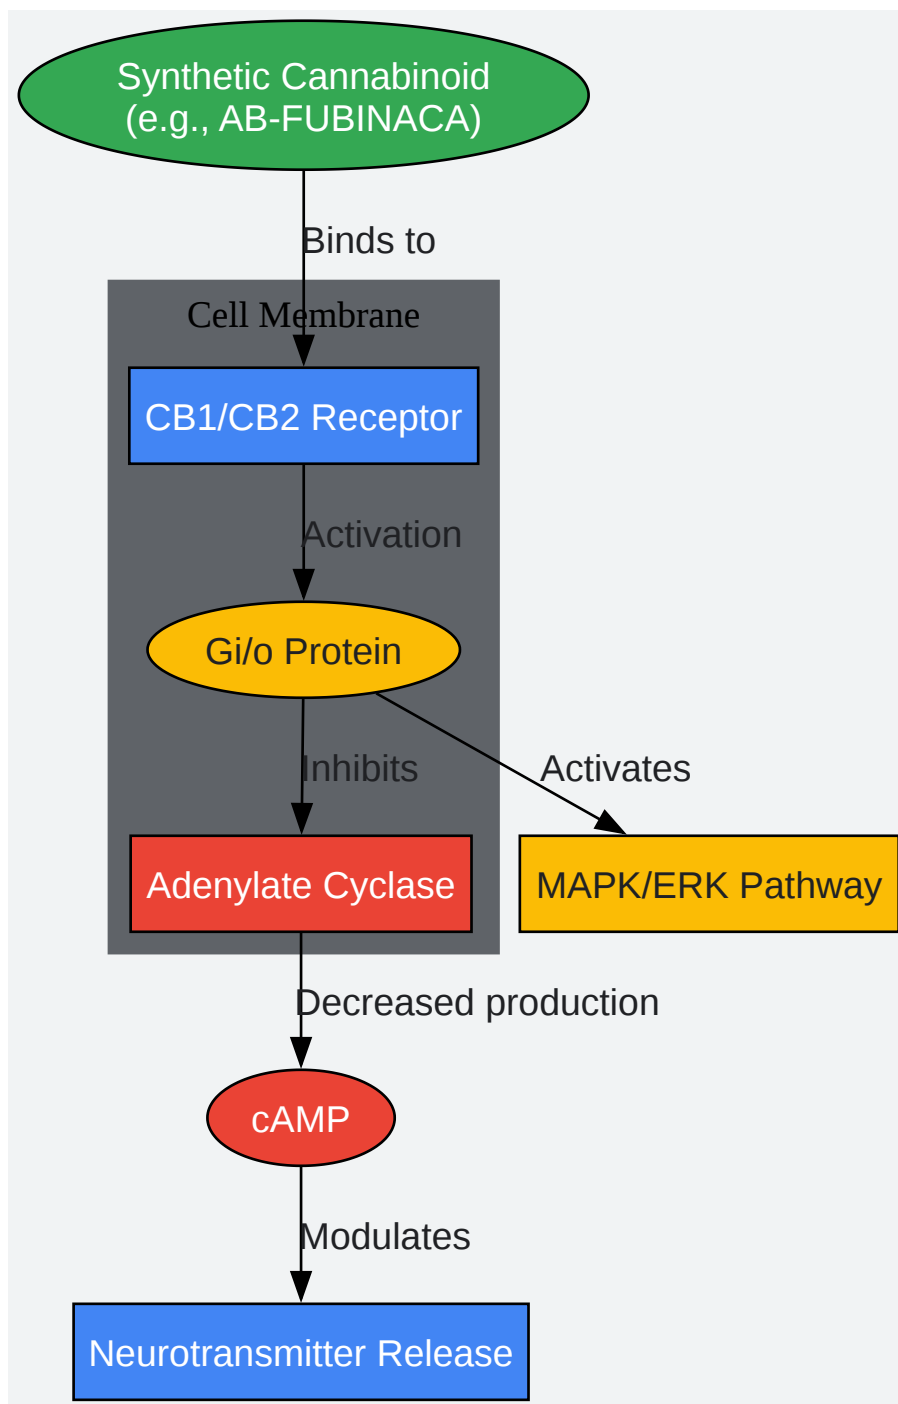 Synthetic Cannabinoid
(e.g., AB-FUBINACA)
Binds to
Cell Membrane
CB1/CB2 Receptor
Activation
Gi/o Protein
Inhibits
Activates
Adenylate Cyclase
MAPK/ERK Pathway
Decreased production
cAMP
Modulates
Neurotransmitter Release